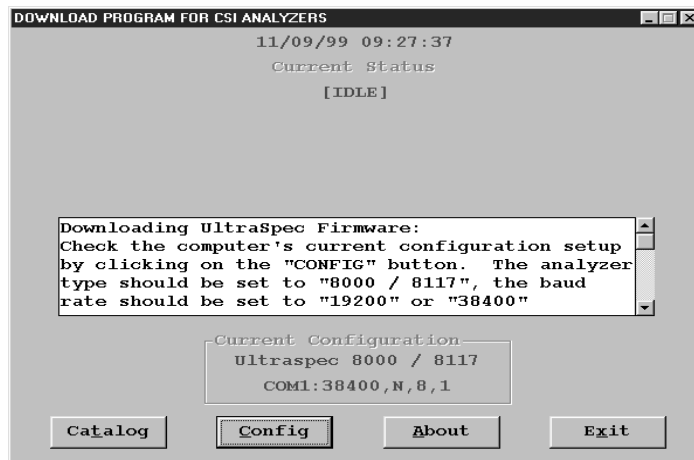 DOWNLOAD PROGRAM FOR CSI ANALYZERS
11/09/99 09:27:37
Current Status
[IDLE]
Downloading UltraSpec Firmware:
Check the computer's current configuration setup
by clicking on the "CONFIG" button.  The analyzer
type should be set to "8000 / 8117", the baud
rate should be set to "19200" or "38400"
Current Configuration
Ultraspec 8000 / 8117
COM1:38400,N,8,1
Catalog Config About Exit